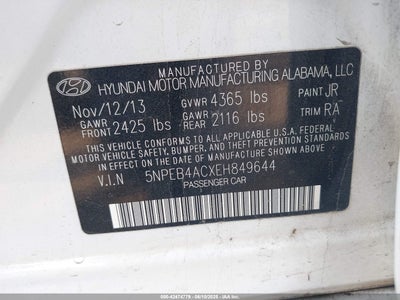 MANUFACTURED BY
HYUNDAI MOTOR MANUFACTURING ALABAMA, LLC
Nov/12/13 GVWR 4365 lbs PAINT JR
GAWR FRONT 2425 lbs GAWR REAR 2116 lbs TRIM RA
THIS VEHICLE CONFORMS TO ALL APPLICABLE U.S.A. FEDERAL
MOTOR VEHICLE SAFETY, BUMPER, AND THEFT PREVENTION
STANDARDS IN EFFECT ON THE DATE OF MANUFACTURE SHOWN ABOVE.
V.I.N 5NPEB4ACXEH849644
PASSENGER CAR